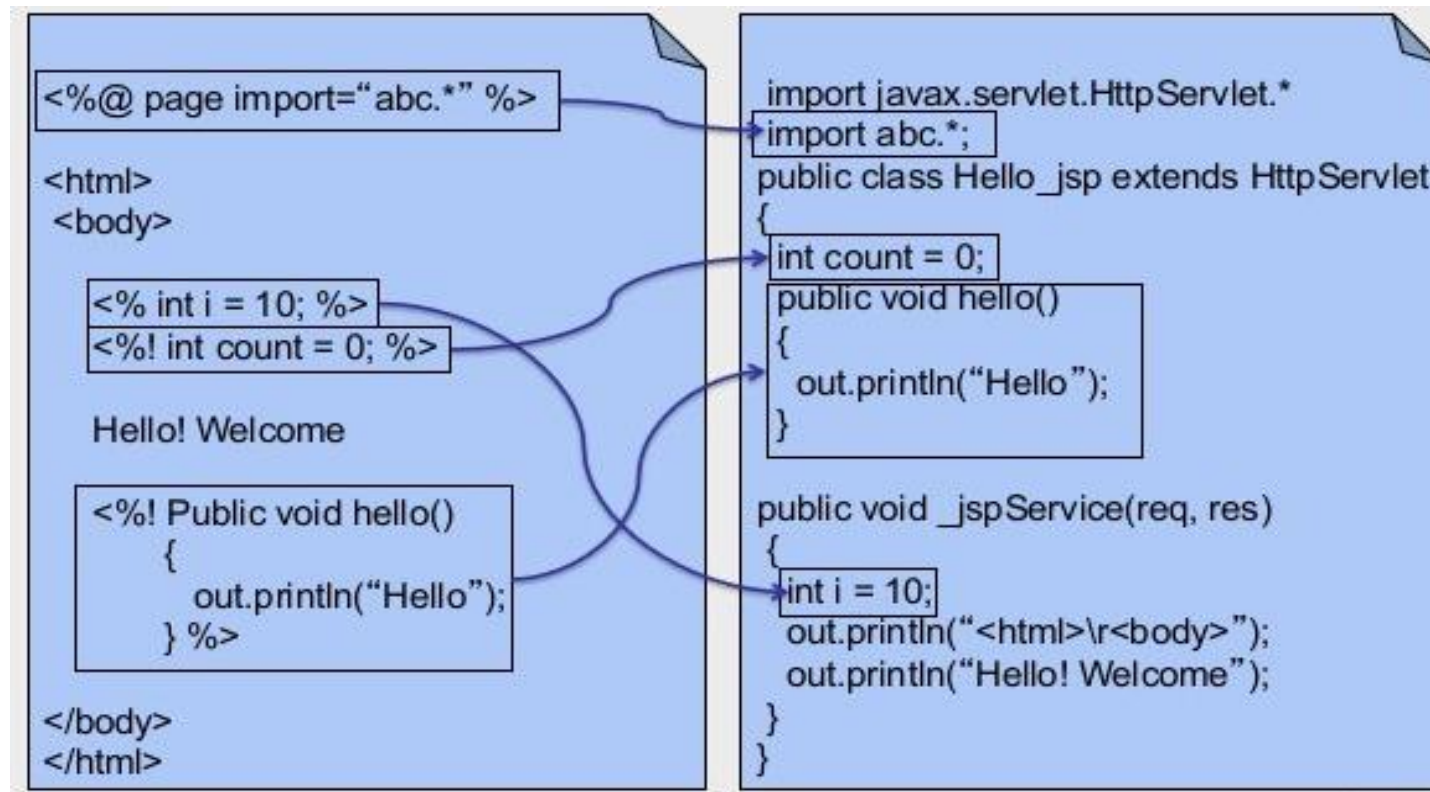 <%@ page import=“abc.*” %>
<html>
<body>
<% int i = 10; %>
<%! int count = 0; %>
Hello! Welcome
<%! Public void hello()
{
out.println(“Hello”);
} %>
</body>
</html>
import javax.servlet.HttpServlet.*
import abc.*;
public class Hello_jsp extends HttpServlet
{
int count = 0;
public void hello()
{
out.println(“Hello”);
}
public void _jspService(req, res)
{
int i = 10;
out.println(“<html>\r<body>”);
out.println(“Hello! Welcome”);
}
}